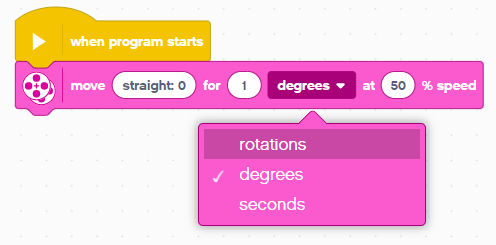 when program starts
move straight: 0 for 1 degrees at 50 % speed
rotations
degrees
seconds